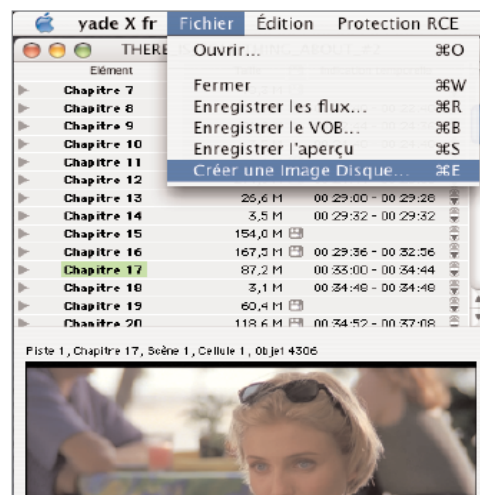 yade X fr Fichier Édition Protection RCE
THERE
Ouvrir... ⌘O
Fermer ⌘W
Enregistrer les flux... ⌘R
Enregistrer le VOB... ⌘B
Enregistrer l'aperçu ⌘S
Créer une Image Disque... ⌘E
Elément
Chapitre 7
Chapitre 8
Chapitre 9
Chapitre 10
Chapitre 11
Chapitre 12
Chapitre 13 26,6 M 00:29:00 - 00:29:28
Chapitre 14 3,5 M 00:29:32 - 00:29:32
Chapitre 15 154,0 M
Chapitre 16 167,5 M 00:29:36 - 00:32:56
Chapitre 17 87,2 M 00:33:00 - 00:34:44
Chapitre 18 3,1 M 00:34:48 - 00:34:48
Chapitre 19 60,4 M
Chapitre 20 118,6 M 00:34:52 - 00:37:08
Piste 1, Chapitre 17, Scène 1, Cellule 1, Objet 4306